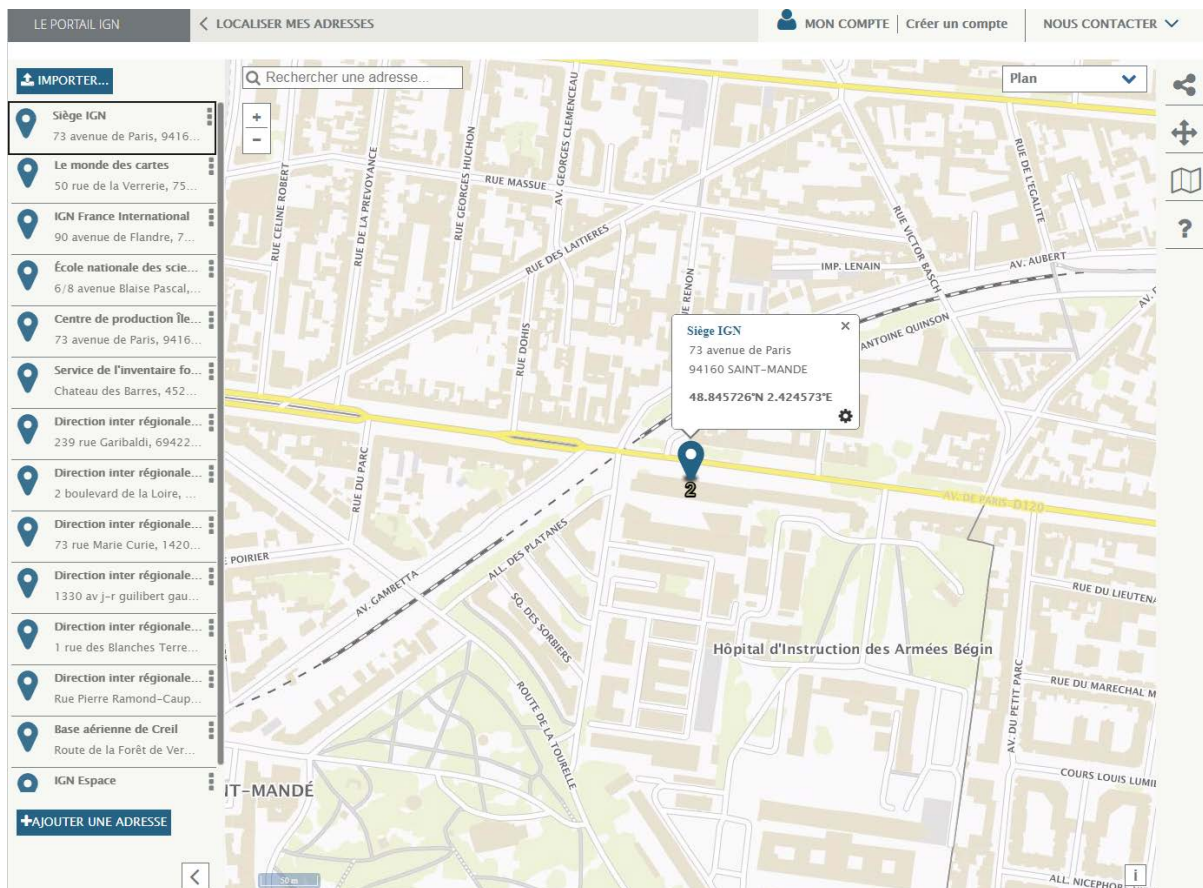 LE PORTAIL IGN
LOCALISER MES ADRESSES
MON COMPTE
Créer un compte
NOUS CONTACTER
IMPORTER...
Siège IGN
73 avenue de Paris, 9416...
Le monde des cartes
50 rue de la Verrerie, 75...
IGN France International
90 avenue de Flandre, 7...
École nationale des scie...
6/8 avenue Blaise Pascal,...
Centre de production Île...
73 avenue de Paris, 9416...
Service de l'inventaire fo...
Chateau des Barres, 452...
Direction inter régionale...
239 rue Garibaldi, 69422...
Direction inter régionale...
2 boulevard de la Loire, ...
Direction inter régionale...
73 rue Marie Curie, 1420...
Direction inter régionale...
1330 av j-r guilibert gau...
Direction inter régionale...
1 rue des Blanches Terre...
Direction inter régionale...
Rue Pierre Ramond-Caup...
Base aérienne de Creil
Route de la Forêt de Ver...
IGN Espace
+AJOUTER UNE ADRESSE
Rechercher une adresse...
Plan
+
−
?
RUE CELINE ROBERT
RUE DE LA PREVOYANCE
RUE GEORGES HUCHON
AV. GEORGES CLEMENCEAU
RUE MASSUE
RUE DES LAITIERES
RUE DOHIS
RUE RENON
RUE VICTOR BASCH
RUE DE L'EGALITE
IMP. LENAIN
AV. AUBERT
ANTOINE QUINSON
Siège IGN
73 avenue de Paris
94160 SAINT-MANDE
48.845726°N 2.424573°E
2
AV. DE PARIS D120
RUE DU PARC
E POIRIER
AV. GAMBETTA
ALL. DES PLATANES
SQ. DES SORBIERS
ROUTE DE LA TOURELLE
Hôpital d'Instruction des Armées Bégin
RUE DU LIEUTENA
RUE DU MARECHAL M
AV. DU PETIT PARC
COURS LOUIS LUMI
NT-MANDÉ
ALL. NICEPHOR
50 m
i